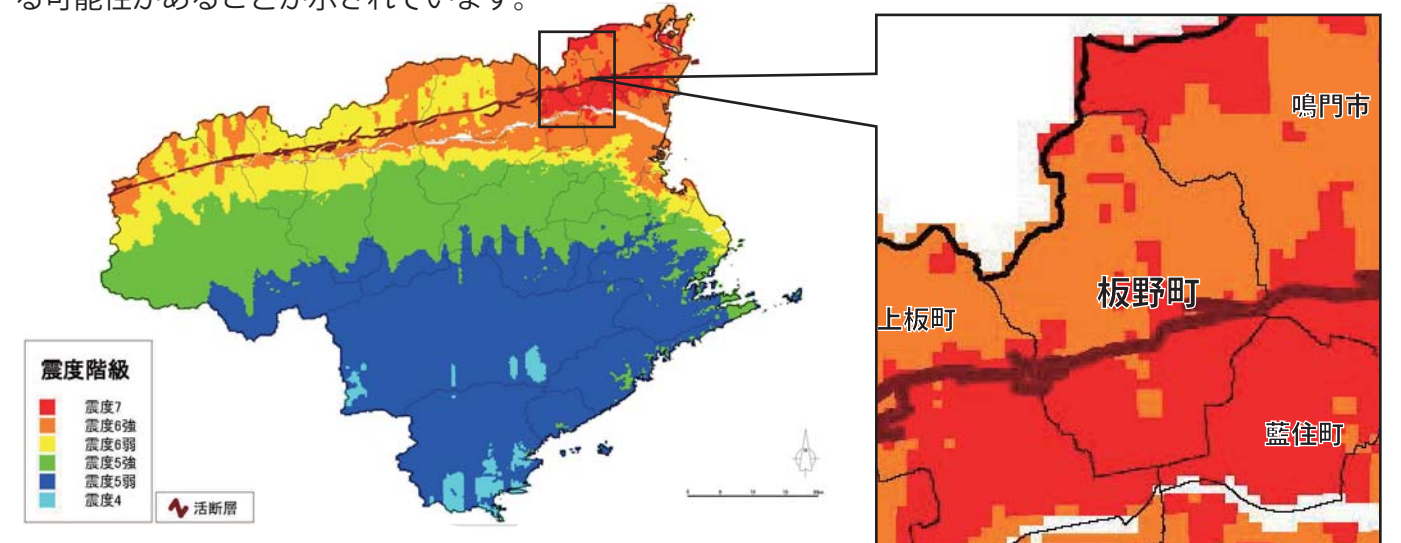 る可能性があることが示されています。
鳴門市
板野町
上板町
藍住町
震度階級
震度7
震度6強
震度6弱
震度5強
震度5弱
震度4
活断層